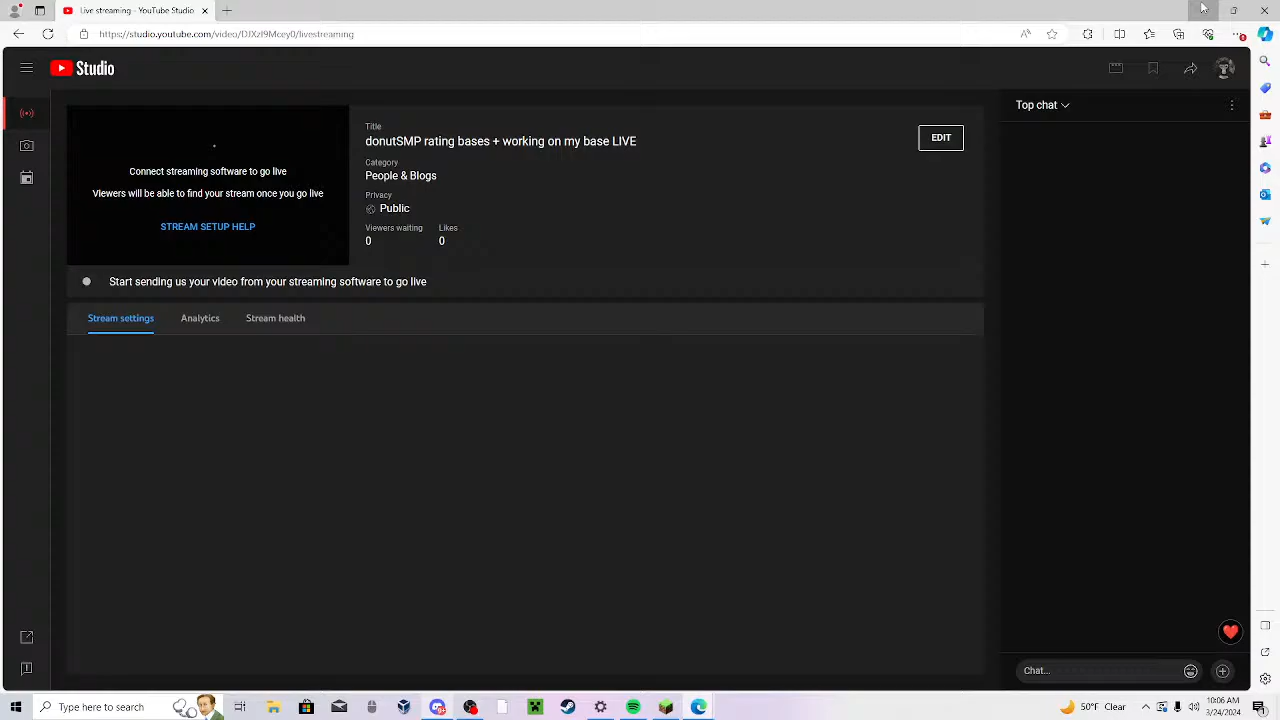 Live streaming - YouTube Studio
https://studio.youtube.com/video/DJXzI9Mcey0/livestreaming
Studio
Top chat
Connect streaming software to go live
Viewers will be able to find your stream once you go live
STREAM SETUP HELP
Title
donutSMP rating bases + working on my base LIVE
EDIT
Category
People & Blogs
Privacy
Public
Viewers waiting Likes
0 0
Start sending us your video from your streaming software to go live
Stream settings Analytics Stream health
Chat...
Type here to search
50°F Clear
10:06 AM
3/24/2024